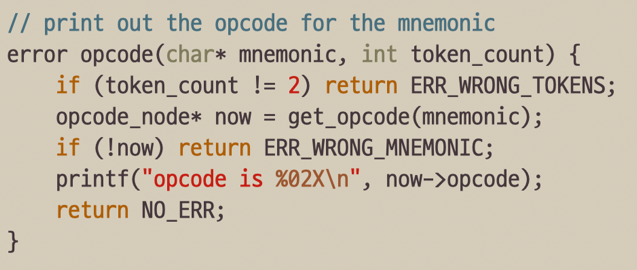 // print out the opcode for the mnemonic
error opcode(char* mnemonic, int token_count) {
    if (token_count != 2) return ERR_WRONG_TOKENS;
    opcode_node* now = get_opcode(mnemonic);
    if (!now) return ERR_WRONG_MNEMONIC;
    printf("opcode is %02X\n", now->opcode);
    return NO_ERR;
}